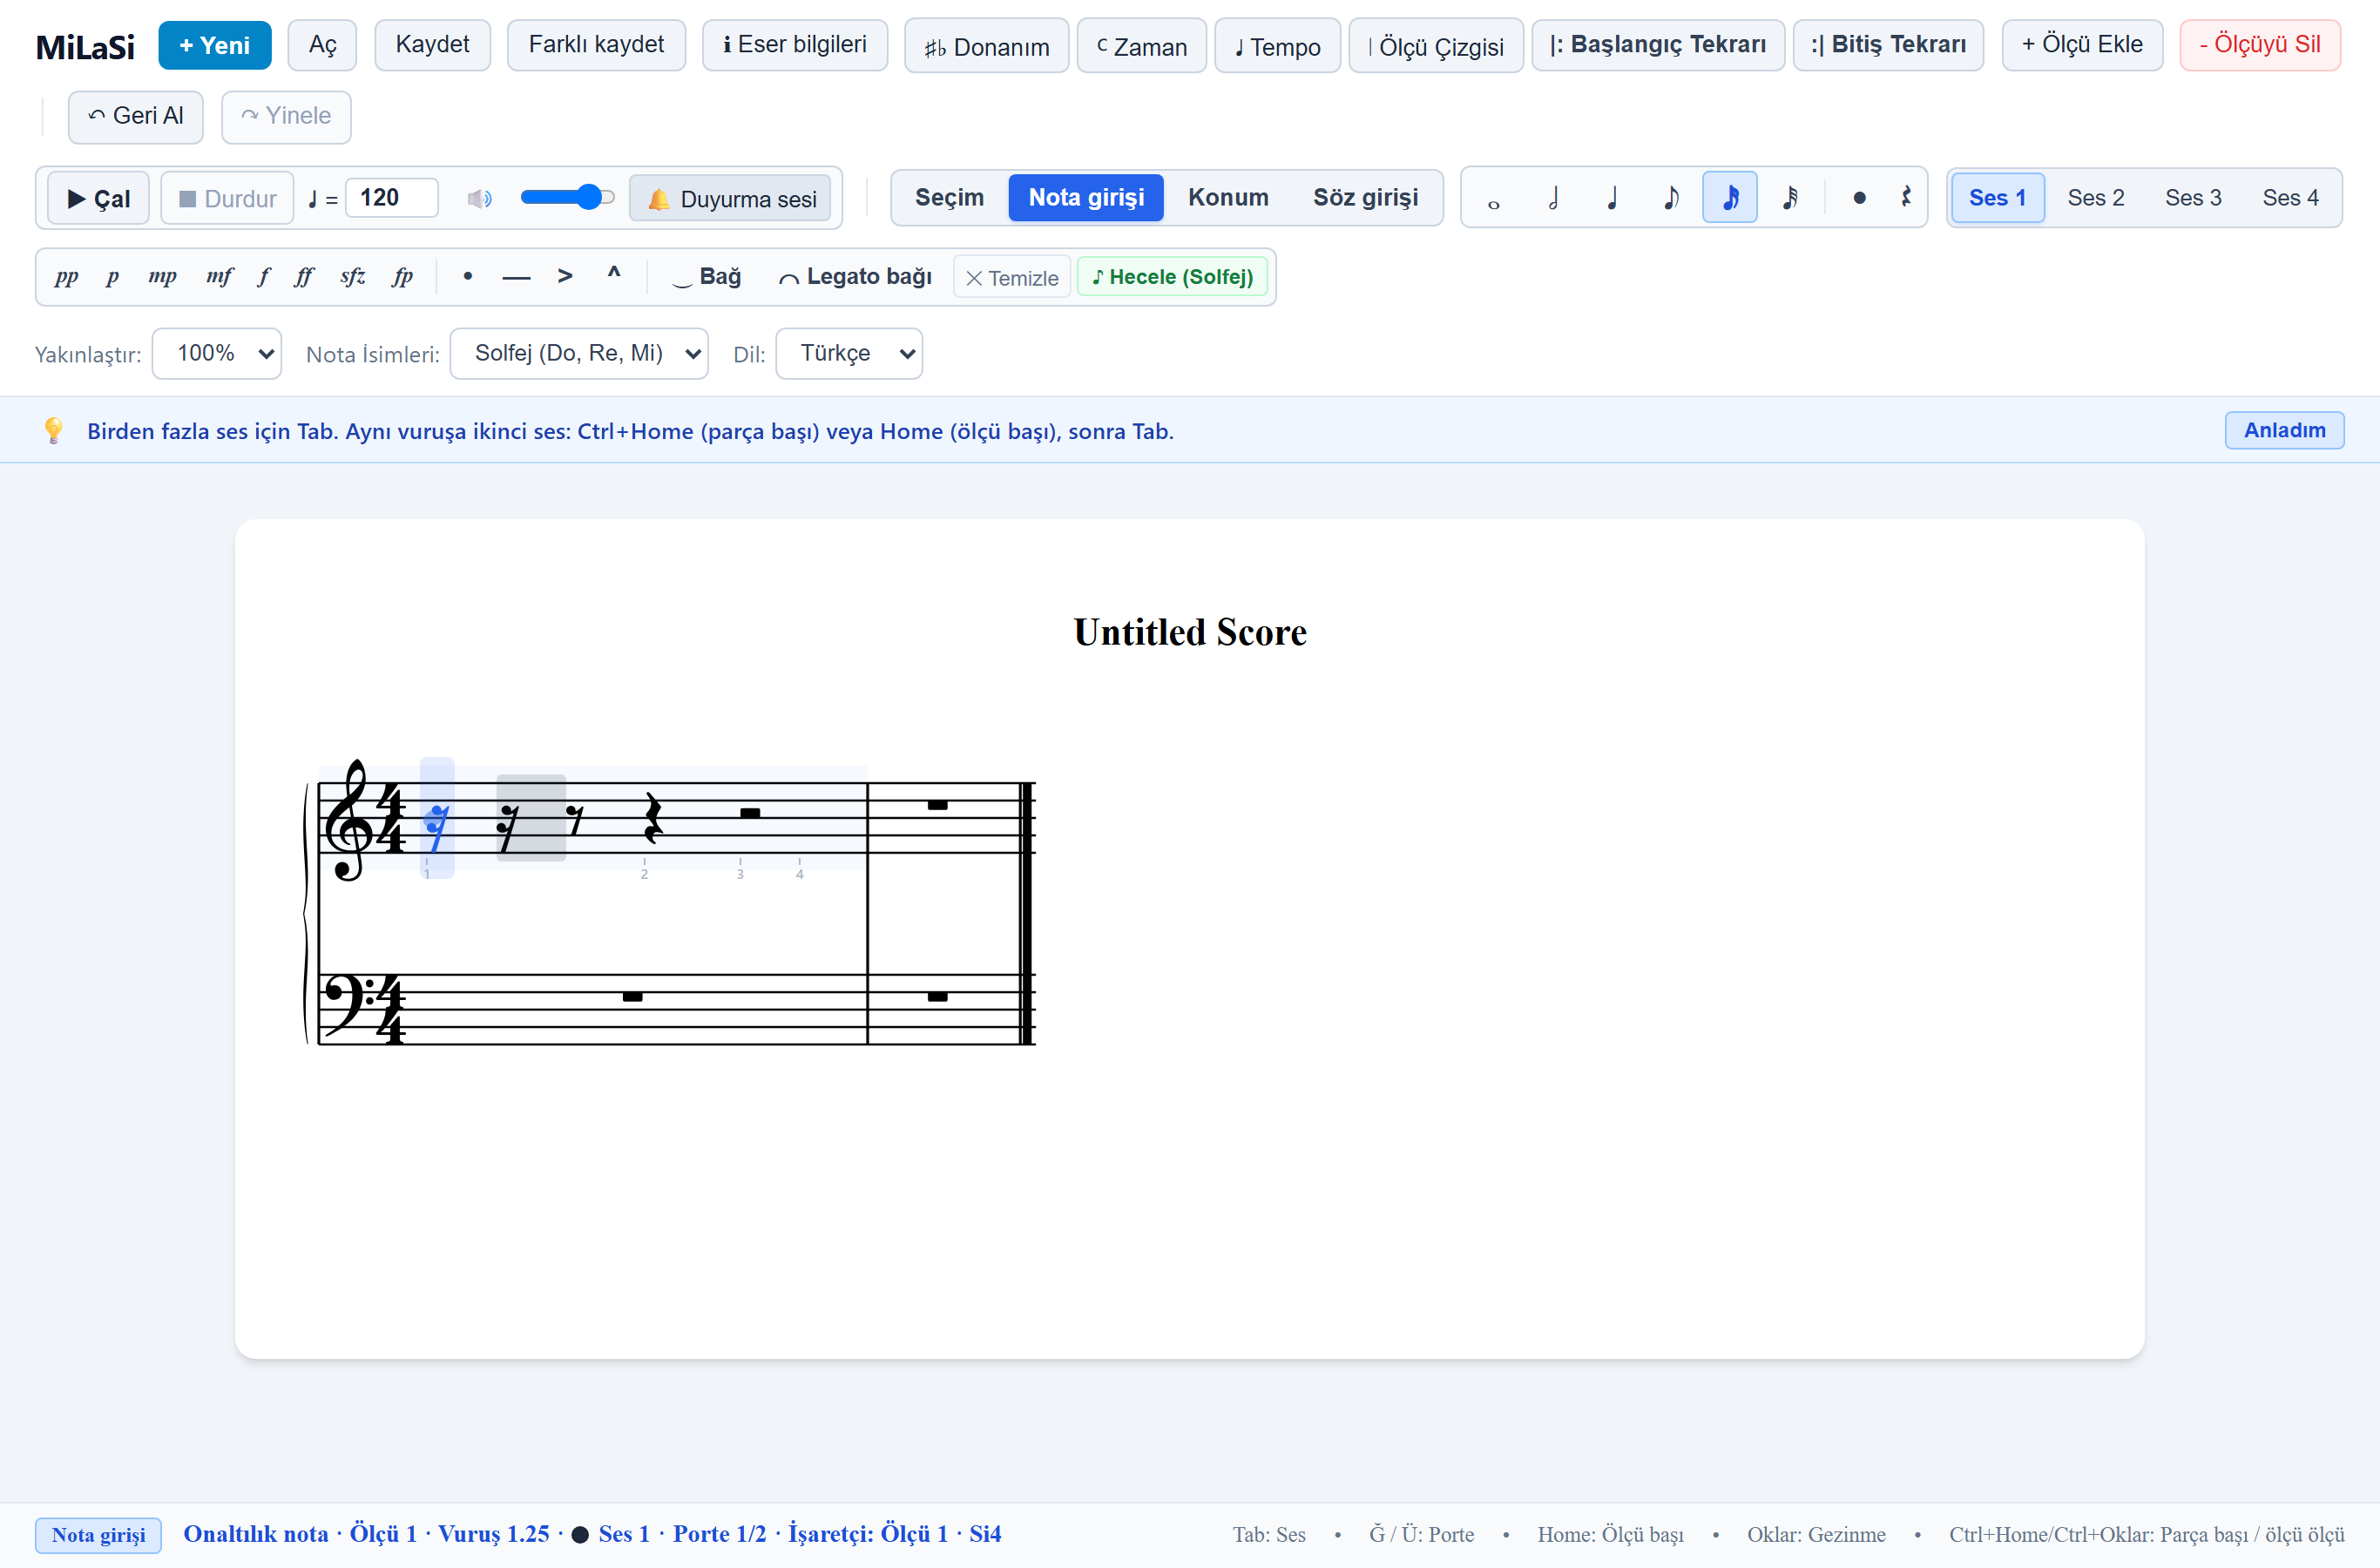 MiLaSi + Yeni Aç Kaydet Farklı kaydet ℹ Eser bilgileri ♯♭ Donanım C Zaman ♩ Tempo | Ölçü Çizgisi |: Başlangıç Tekrarı :| Bitiş Tekrarı + Ölçü Ekle - Ölçüyü Sil
↶ Geri Al ↷ Yinele
▶ Çal ■ Durdur ♩ = 120 🔊 🔔 Duyurma sesi Seçim Nota girişi Konum Söz girişi Ses 1 Ses 2 Ses 3 Ses 4
pp p mp mf f ff sfz fp • — > ^ ‿ Bağ ⌒ Legato bağı ✕ Temizle ♪ Hecele (Solfej)
Yakınlaştır: 100% Nota İsimleri: Solfej (Do, Re, Mi) Dil: Türkçe
💡 Birden fazla ses için Tab. Aynı vuruşa ikinci ses: Ctrl+Home (parça başı) veya Home (ölçü başı), sonra Tab. Anladım
Untitled Score
4 4
1 2 3 4
4 4
Nota girişi Onaltılık nota · Ölçü 1 · Vuruş 1.25 · ● Ses 1 · Porte 1/2 · İşaretçi: Ölçü 1 · Si4 Tab: Ses • Ğ / Ü: Porte • Home: Ölçü başı • Oklar: Gezinme • Ctrl+Home/Ctrl+Oklar: Parça başı / ölçü ölçü